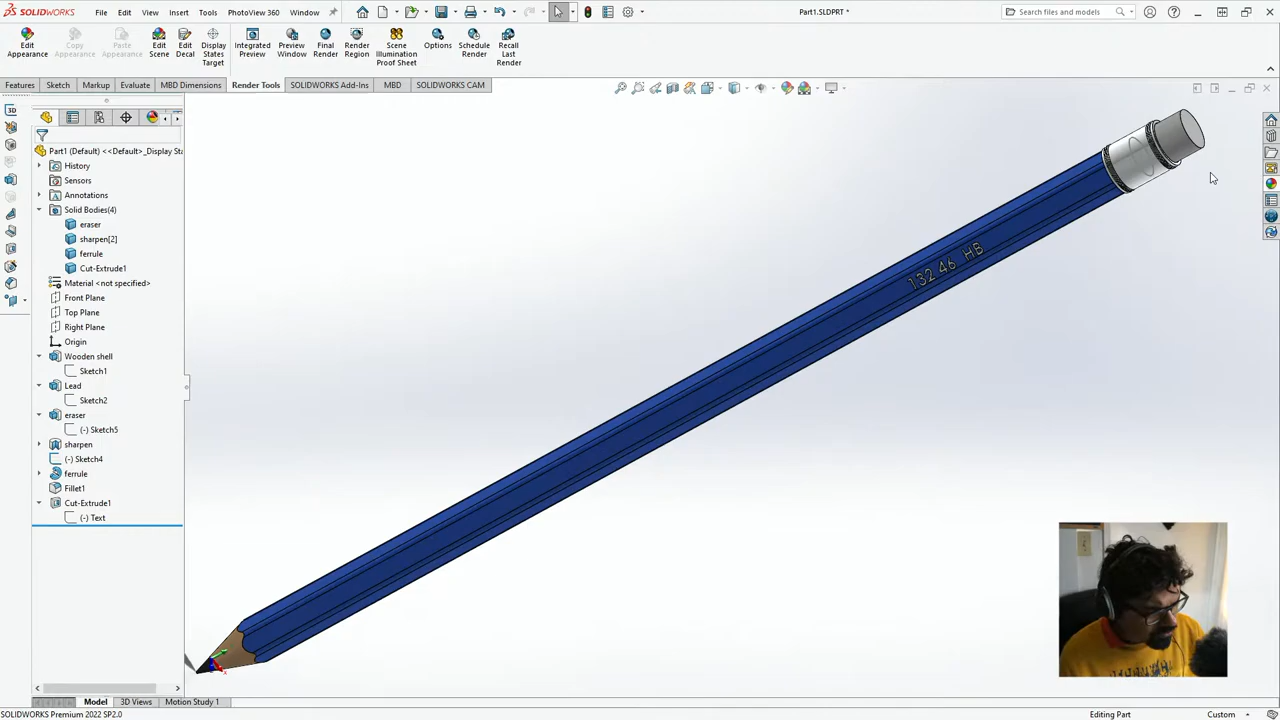 SOLIDWORKS File Edit View Insert Tools PhotoView 360 Window Part1.SLDPRT * Search files and models
Edit Appearance
Copy Appearance
Paste Appearance
Edit Scene
Edit Decal
Display States Target
Integrated Preview
Preview Window
Final Render
Render Region
Scene Illumination Proof Sheet
Options
Schedule Render
Recall Last Render
Features Sketch Markup Evaluate MBD Dimensions Render Tools SOLIDWORKS Add-Ins MBD SOLIDWORKS CAM
Part1 (Default) <<Default>_Display Sta
History
Sensors
Annotations
Solid Bodies(4)
eraser
sharpen[2]
ferrule
Cut-Extrude1
Material <not specified>
Front Plane
Top Plane
Right Plane
Origin
Wooden shell
Sketch1
Lead
Sketch2
eraser
(-) Sketch5
sharpen
(-) Sketch4
ferrule
Fillet1
Cut-Extrude1
(-) Text
132 46 HB
Model 3D Views Motion Study 1
SOLIDWORKS Premium 2022 SP2.0 Editing Part Custom